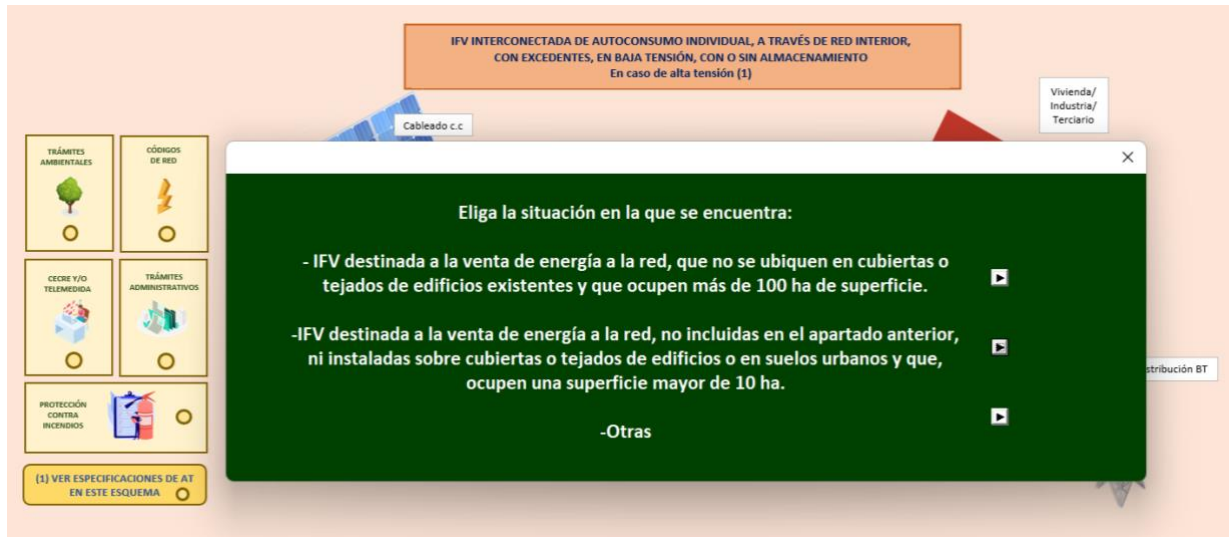 IFV INTERCONECTADA DE AUTOCONSUMO INDIVIDUAL, A TRAVÉS DE RED INTERIOR,
CON EXCEDENTES, EN BAJA TENSIÓN, CON O SIN ALMACENAMIENTO
En caso de alta tensión (1)
Vivienda/
Industria/
Terciario
Cableado c.c
TRÁMITES
AMBIENTALES
CÓDIGOS
DE RED
CECRE Y/O
TELEMEDIDA
TRÁMITES
ADMINISTRATIVOS
PROTECCIÓN
CONTRA
INCENDIOS
(1) VER ESPECIFICACIONES DE AT
EN ESTE ESQUEMA
Eliga la situación en la que se encuentra:
- IFV destinada a la venta de energía a la red, que no se ubiquen en cubiertas o
tejados de edificios existentes y que ocupen más de 100 ha de superficie.
-IFV destinada a la venta de energía a la red, no incluidas en el apartado anterior,
ni instaladas sobre cubiertas o tejados de edificios o en suelos urbanos y que,
ocupen una superficie mayor de 10 ha.
-Otras
stribución BT